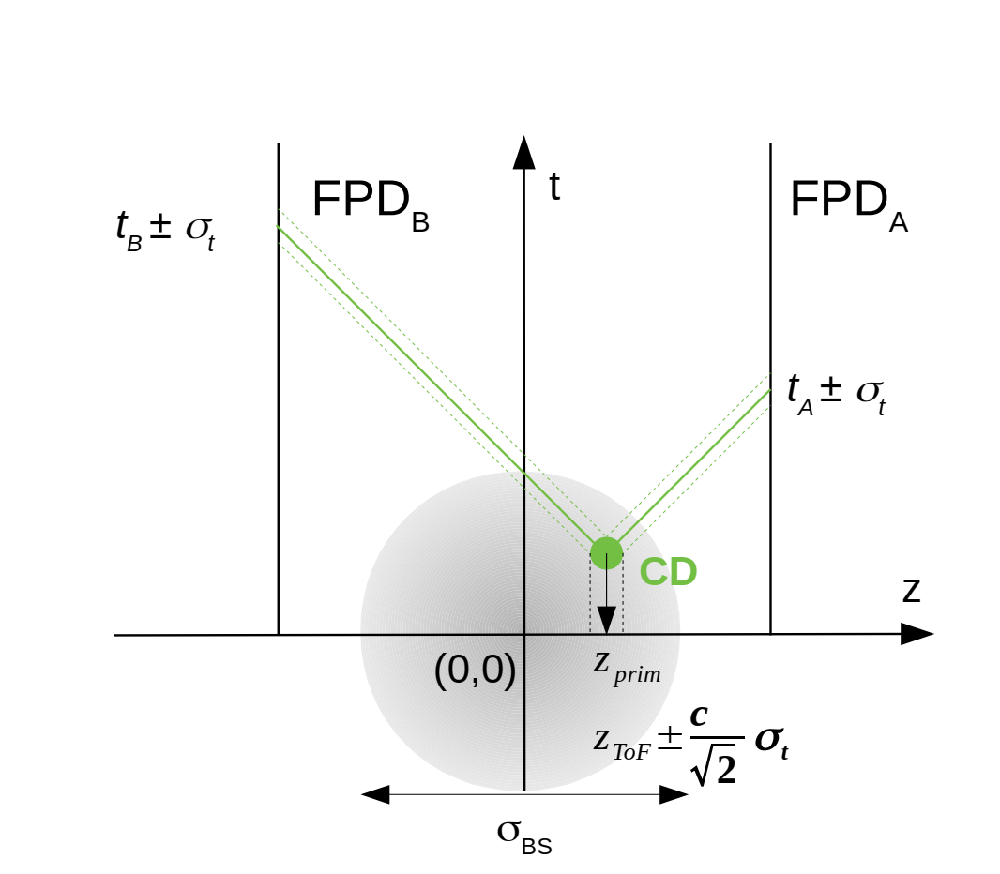 t
FPD_B
FPD_A
t_B ± σ_t
t_A ± σ_t
CD
z
(0,0)
z_prim
z_ToF ± c/√2 σ_t
σ_BS